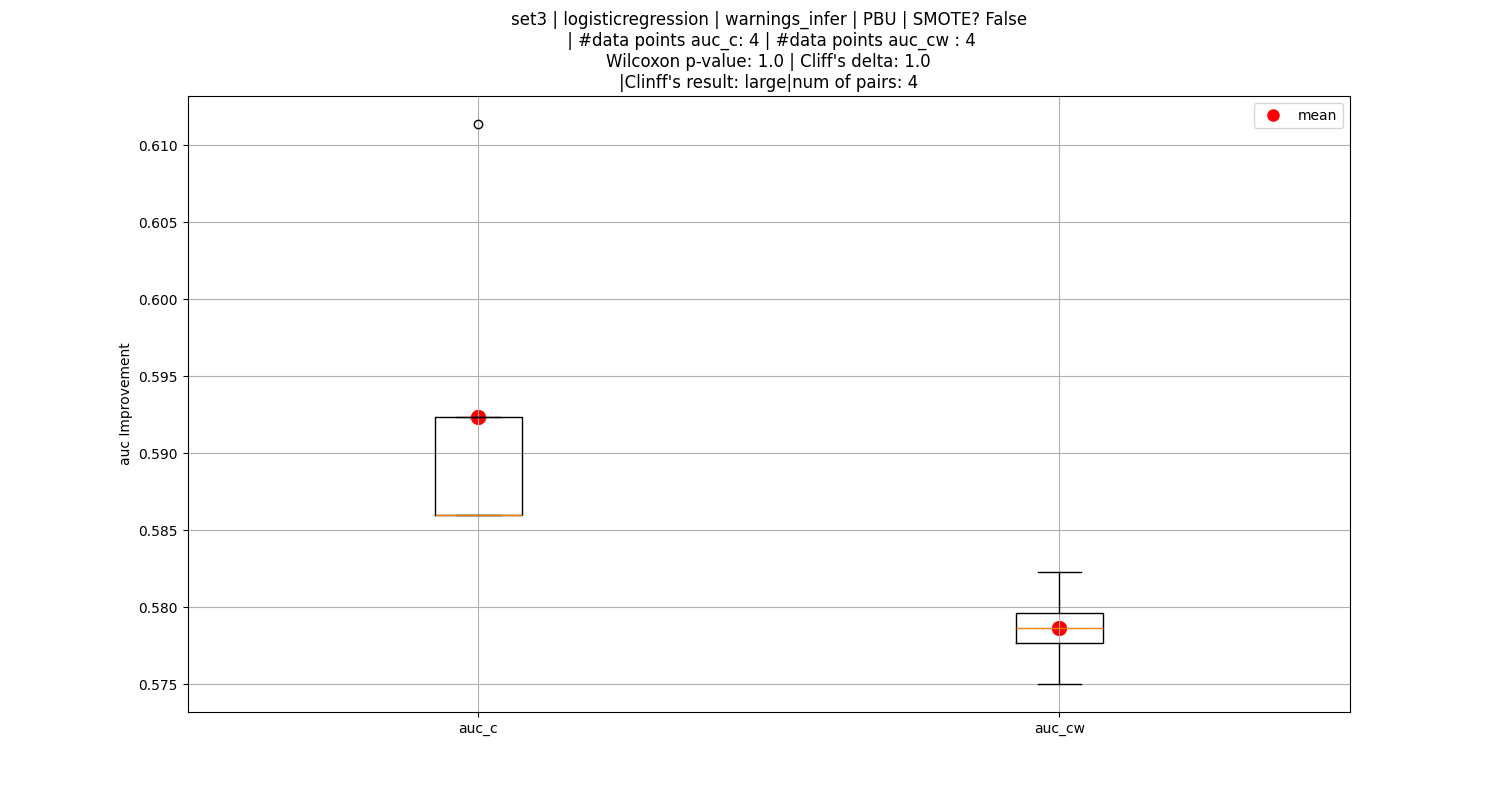 set3 | logisticregression | warnings_infer | PBU | SMOTE? False
| #data points auc_c: 4 | #data points auc_cw : 4
Wilcoxon p-value: 1.0 | Cliff's delta: 1.0
|Clinff's result: large|num of pairs: 4
mean
0.610
0.605
0.600
0.595
0.590
0.585
0.580
0.575
auc Improvement
auc_c
auc_cw